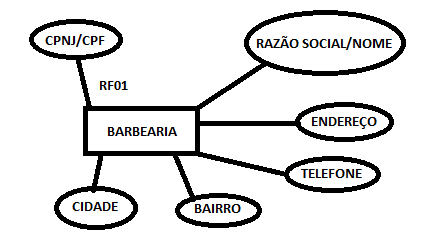 CPNJ/CPF
RAZÃO SOCIAL/NOME
RF01
ENDEREÇO
BARBEARIA
TELEFONE
CIDADE
BAIRRO